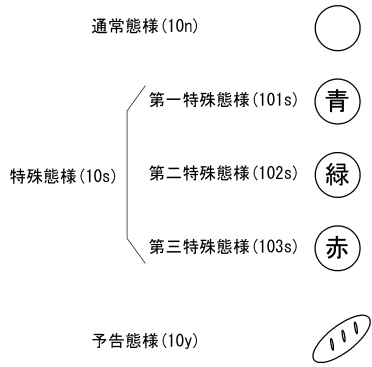 通常態様(10n)
第一特殊態様(101s) 青
特殊態様(10s)
第二特殊態様(102s) 緑
第三特殊態様(103s) 赤
予告態様(10y)